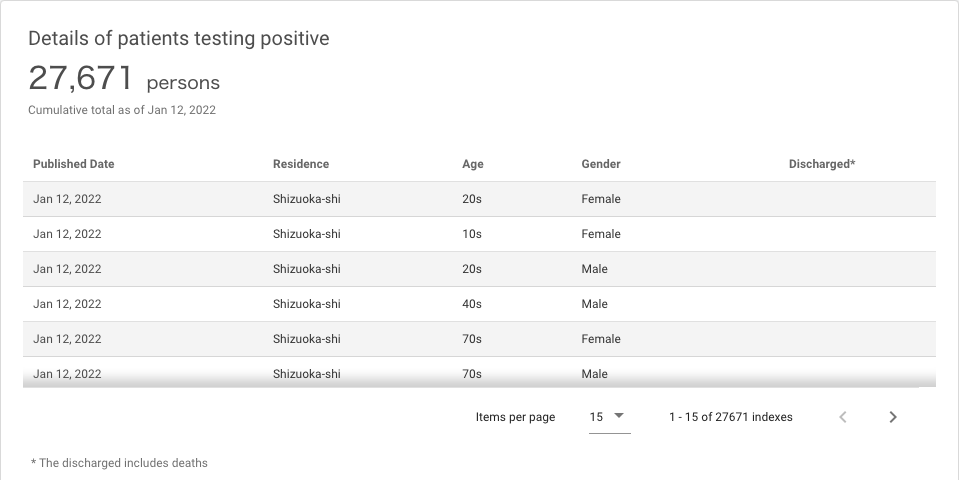 Details of patients testing positive
27,671 persons
Cumulative total as of Jan 12, 2022
Published Date Residence Age Gender Discharged*
Jan 12, 2022 Shizuoka-shi 20s Female
Jan 12, 2022 Shizuoka-shi 10s Female
Jan 12, 2022 Shizuoka-shi 20s Male
Jan 12, 2022 Shizuoka-shi 40s Male
Jan 12, 2022 Shizuoka-shi 70s Female
Jan 12, 2022 Shizuoka-shi 70s Male
Items per page 15 1 - 15 of 27671 indexes
* The discharged includes deaths